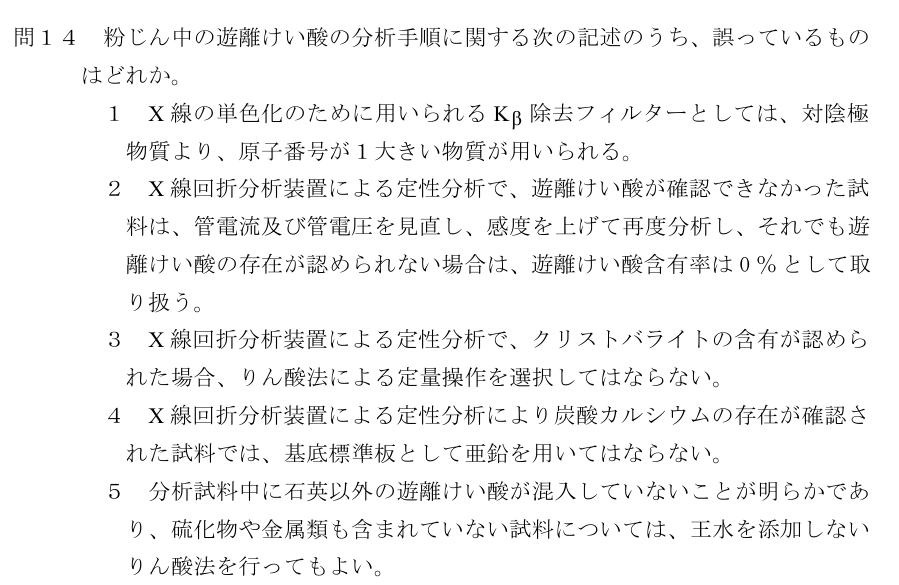 問１４　粉じん中の遊離けい酸の分析手順に関する次の記述のうち、誤っているもの
はどれか。
１　X 線の単色化のために用いられる Kβ 除去フィルターとしては、対陰極
物質より、原子番号が１大きい物質が用いられる。
２　X 線回折分析装置による定性分析で、遊離けい酸が確認できなかった試
料は、管電流及び管電圧を見直し、感度を上げて再度分析し、それでも遊
離けい酸の存在が認められない場合は、遊離けい酸含有率は０％として取
り扱う。
３　X 線回折分析装置による定性分析で、クリストバライトの含有が認めら
れた場合、りん酸法による定量操作を選択してはならない。
４　X 線回折分析装置による定性分析により炭酸カルシウムの存在が確認さ
れた試料では、基底標準板として亜鉛を用いてはならない。
５　分析試料中に石英以外の遊離けい酸が混入していないことが明らかであ
り、硫化物や金属類も含まれていない試料については、王水を添加しない
りん酸法を行ってもよい。